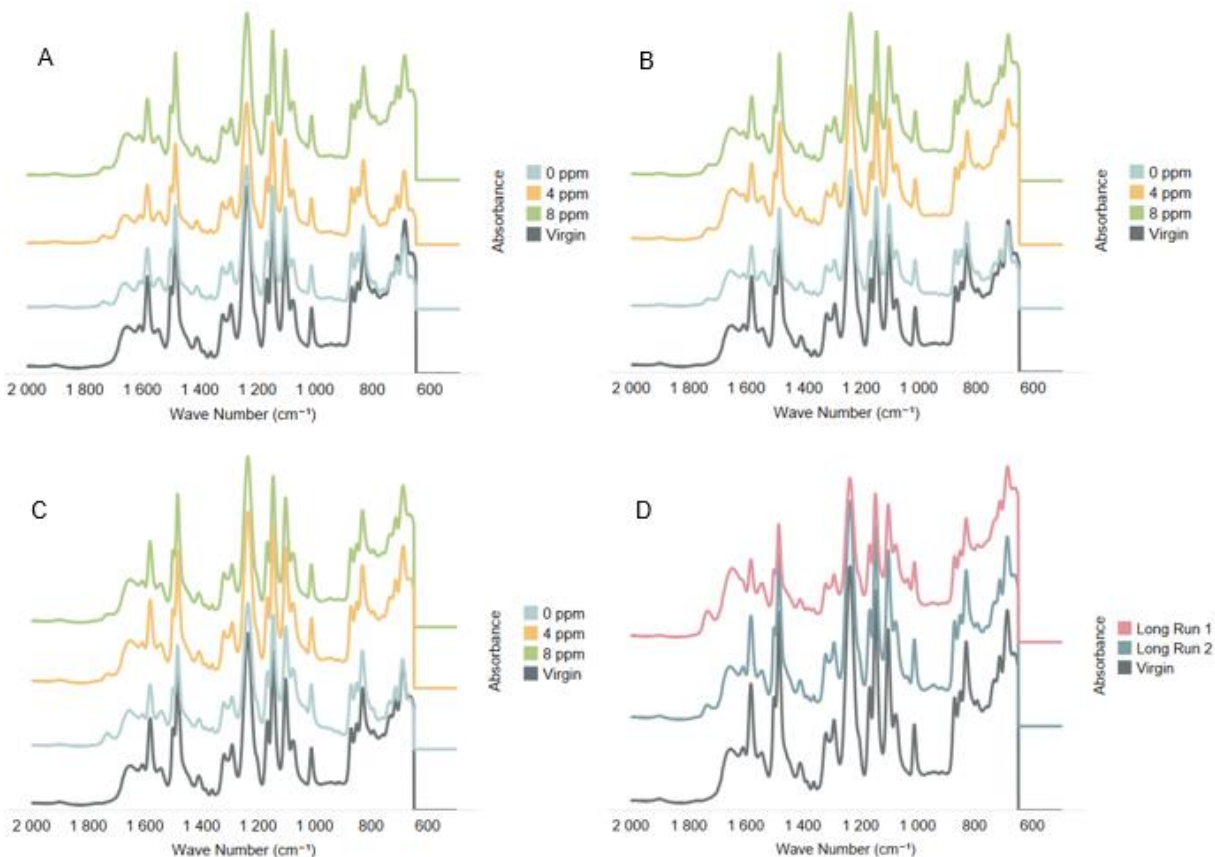 A
Absorbance
0 ppm
4 ppm
8 ppm
Virgin
2 000 1 800 1 600 1 400 1 200 1 000 800 600
Wave Number (cm⁻¹)
B
Absorbance
0 ppm
4 ppm
8 ppm
Virgin
2 000 1 800 1 600 1 400 1 200 1 000 800 600
Wave Number (cm⁻¹)
C
Absorbance
0 ppm
4 ppm
8 ppm
Virgin
2 000 1 800 1 600 1 400 1 200 1 000 800 600
Wave Number (cm⁻¹)
D
Absorbance
Long Run 1
Long Run 2
Virgin
2 000 1 800 1 600 1 400 1 200 1 000 800 600
Wave Number (cm⁻¹)